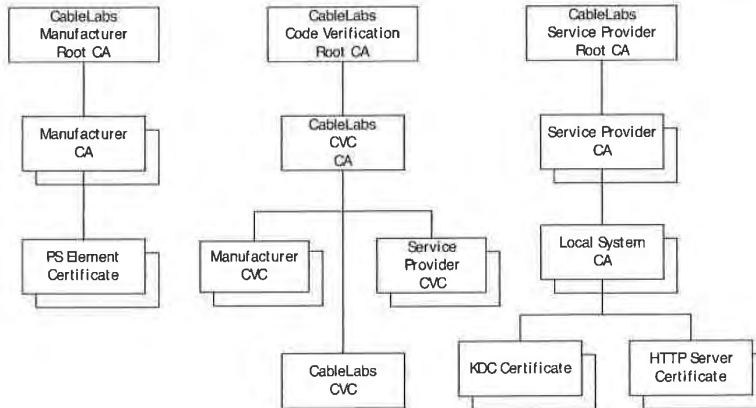 CableLabs
Manufacturer
Root CA
CableLabs
Code Verification
Root CA
CableLabs
Service Provider
Root CA
Manufacturer
CA
CableLabs
CVC
CA
Service Provider
CA
PS Element
Certificate
Manufacturer
CVC
Service
Provider
CVC
Local System
CA
CableLabs
CVC
KDC Certificate
HTTP Server
Certificate